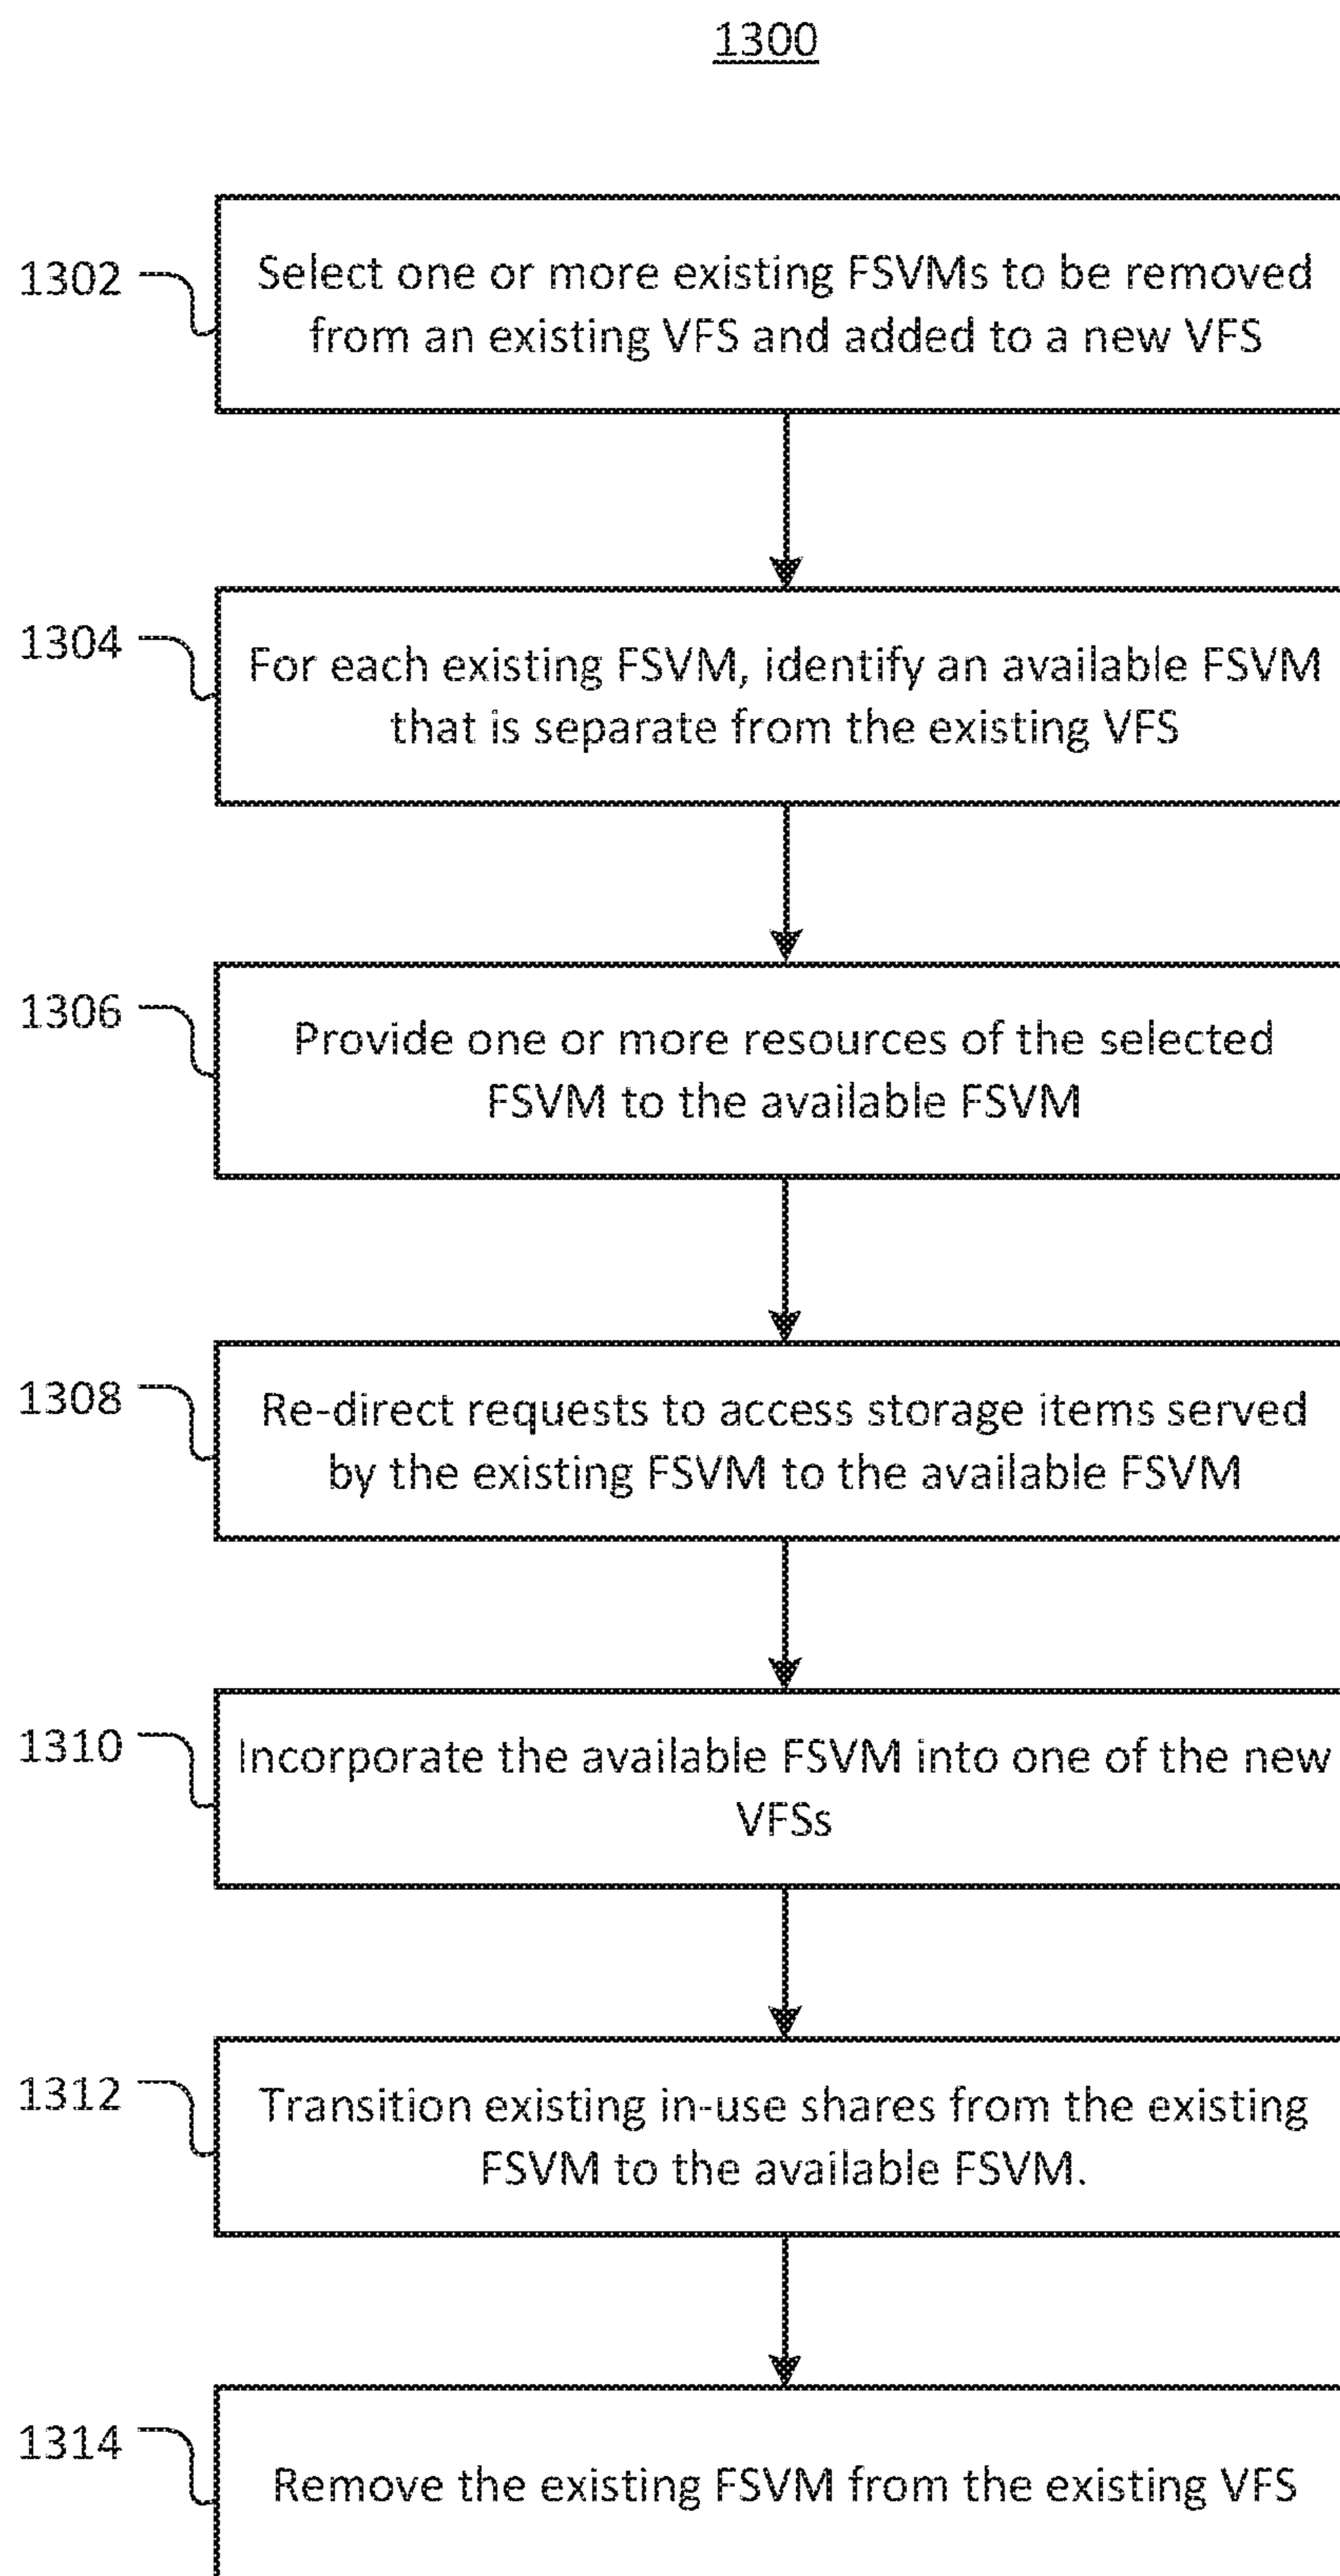 1300
1302
Select one or more existing FSVMs to be removed
from an existing VFS and added to a new VFS
1304
For each existing FSVM, identify an available FSVM
that is separate from the existing VFS
1306
Provide one or more resources of the selected
FSVM to the available FSVM
1308
Re-direct requests to access storage items served
by the existing FSVM to the available FSVM
1310
Incorporate the available FSVM into one of the new
VFSs
1312
Transition existing in-use shares from the existing
FSVM to the available FSVM.
1314
Remove the existing FSVM from the existing VFS